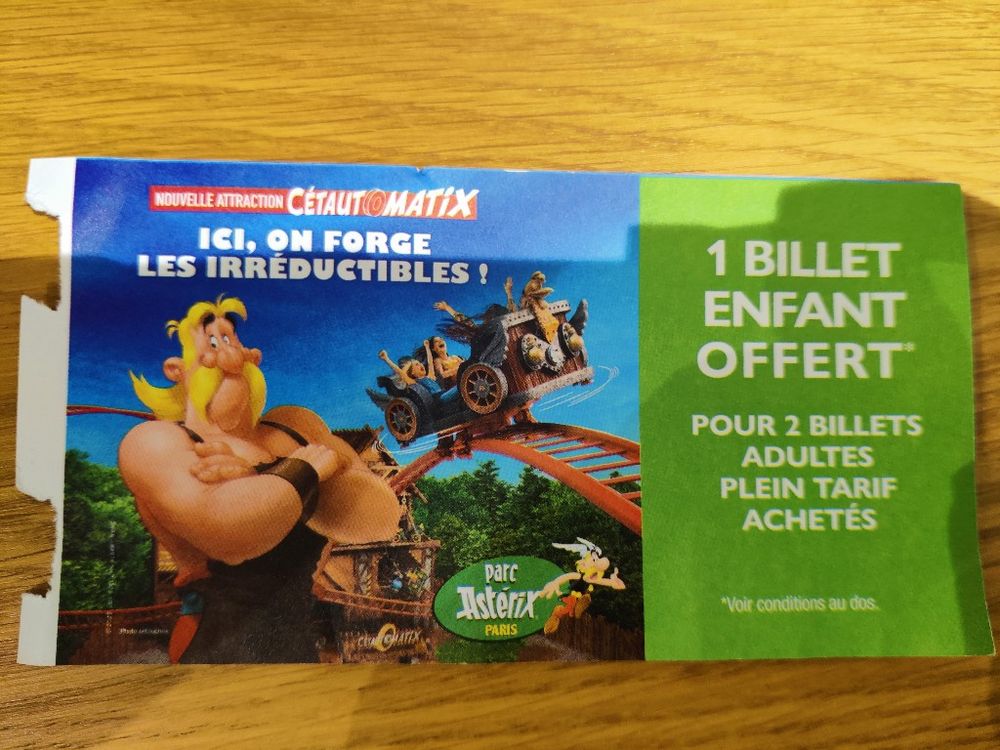 NOUVELLE ATTRACTION CÉTAUTOMATIX
ICI, ON FORGE
LES IRRÉDUCTIBLES !
1 BILLET
ENFANT
OFFERT*
POUR 2 BILLETS
ADULTES
PLEIN TARIF
ACHETÉS
*Voir conditions au dos.
parc
Astérix
PARIS
CÉTAUTOMATIX